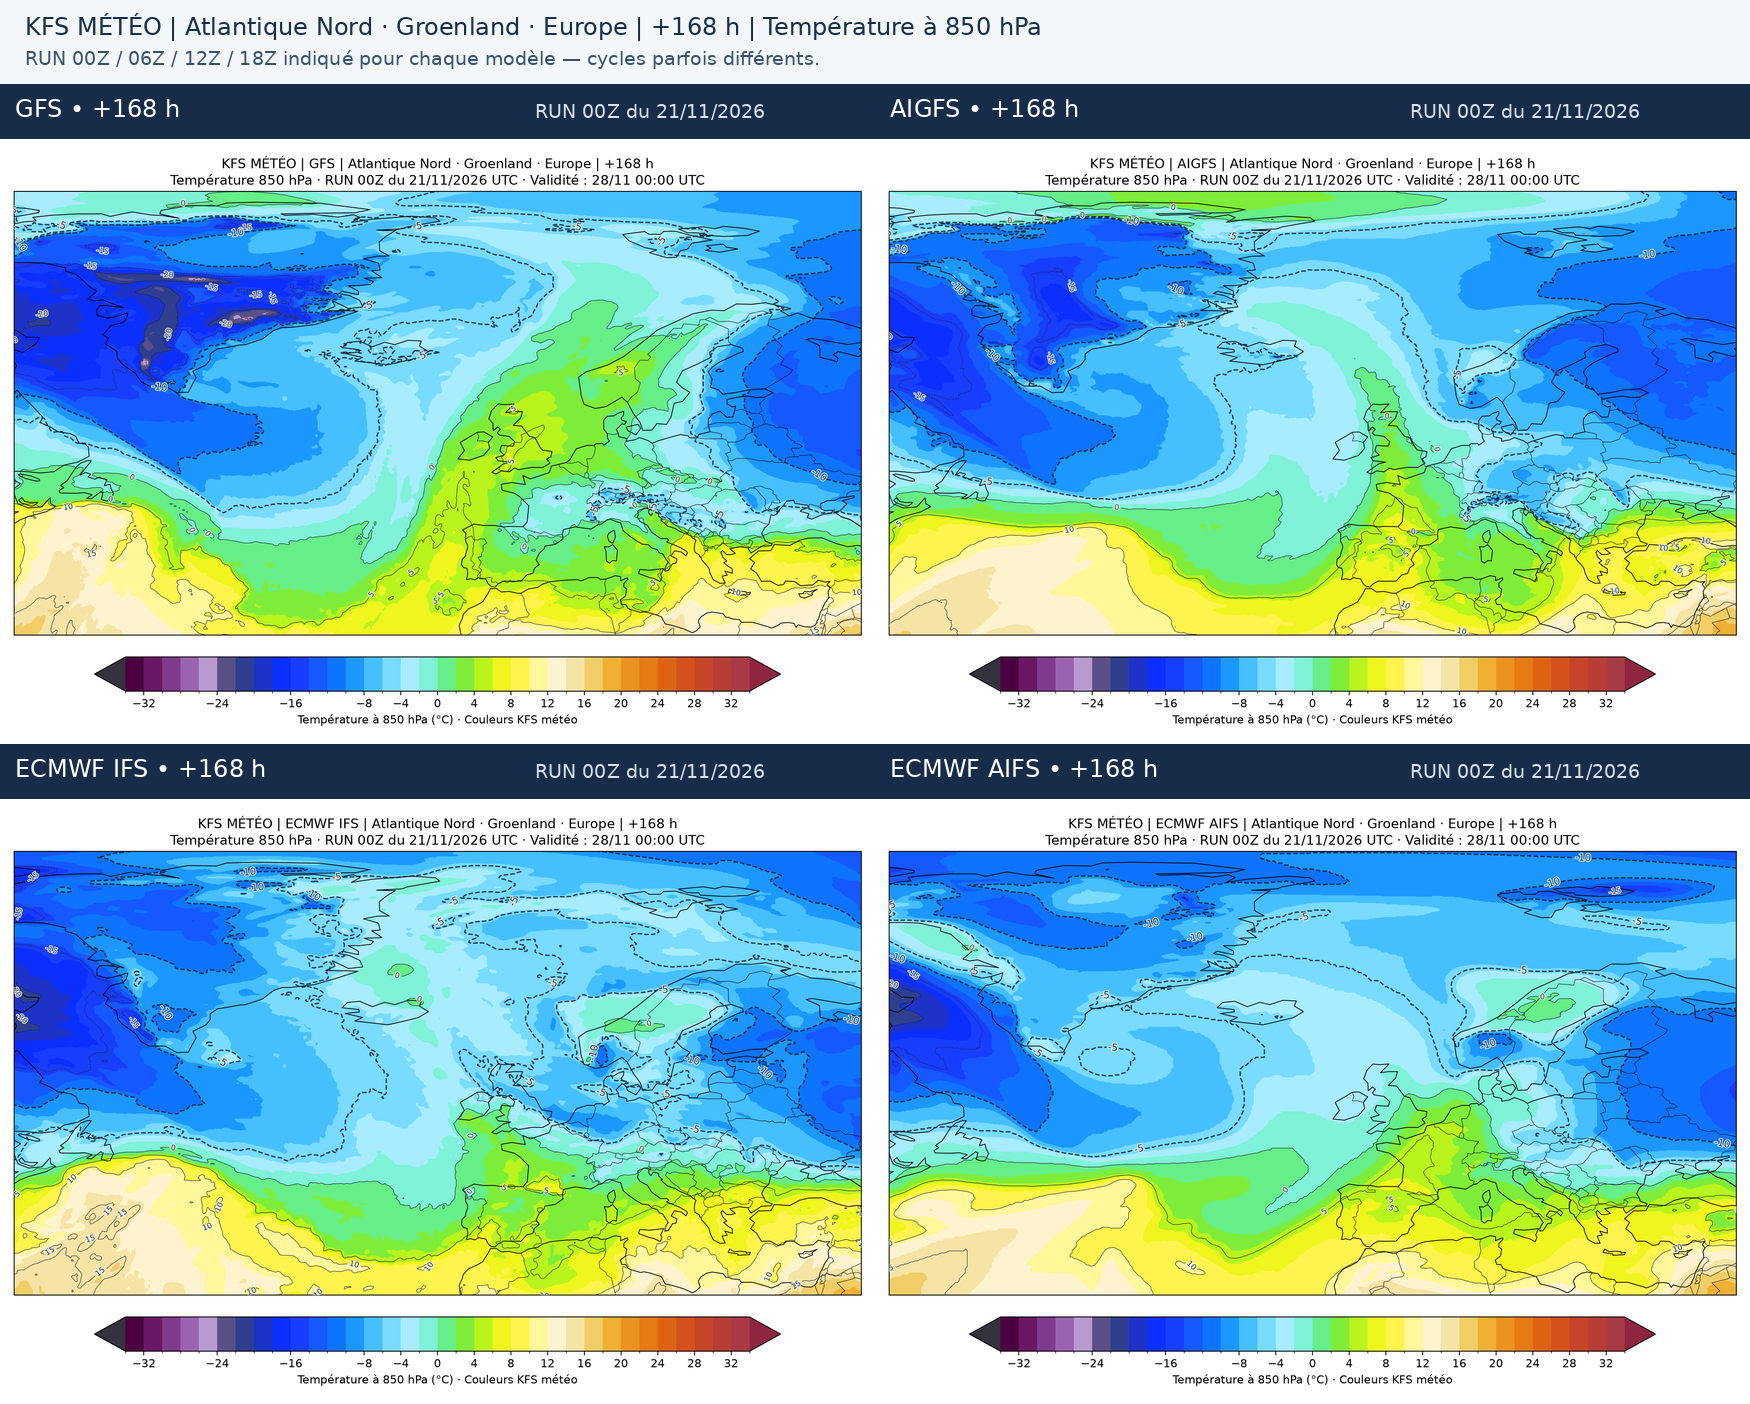 KFS MÉTÉO | Atlantique Nord · Groenland · Europe | +168 h | Température à 850 hPa
RUN 00Z / 06Z / 12Z / 18Z indiqué pour chaque modèle — cycles parfois différents.
GFS • +168 h
RUN 00Z du 21/11/2026
AIGFS • +168 h
RUN 00Z du 21/11/2026
KFS MÉTÉO | GFS | Atlantique Nord · Groenland · Europe | +168 h
Température 850 hPa · RUN 00Z du 21/11/2026 UTC · Validité : 28/11 00:00 UTC
KFS MÉTÉO | AIGFS | Atlantique Nord · Groenland · Europe | +168 h
Température 850 hPa · RUN 00Z du 21/11/2026 UTC · Validité : 28/11 00:00 UTC
−32 −24 −16 −8 −4 0 4 8 12 16 20 24 28 32
Température à 850 hPa (°C) · Couleurs KFS météo
−32 −24 −16 −8 −4 0 4 8 12 16 20 24 28 32
Température à 850 hPa (°C) · Couleurs KFS météo
ECMWF IFS • +168 h
RUN 00Z du 21/11/2026
ECMWF AIFS • +168 h
RUN 00Z du 21/11/2026
KFS MÉTÉO | ECMWF IFS | Atlantique Nord · Groenland · Europe | +168 h
Température 850 hPa · RUN 00Z du 21/11/2026 UTC · Validité : 28/11 00:00 UTC
KFS MÉTÉO | ECMWF AIFS | Atlantique Nord · Groenland · Europe | +168 h
Température 850 hPa · RUN 00Z du 21/11/2026 UTC · Validité : 28/11 00:00 UTC
−32 −24 −16 −8 −4 0 4 8 12 16 20 24 28 32
Température à 850 hPa (°C) · Couleurs KFS météo
−32 −24 −16 −8 −4 0 4 8 12 16 20 24 28 32
Température à 850 hPa (°C) · Couleurs KFS météo